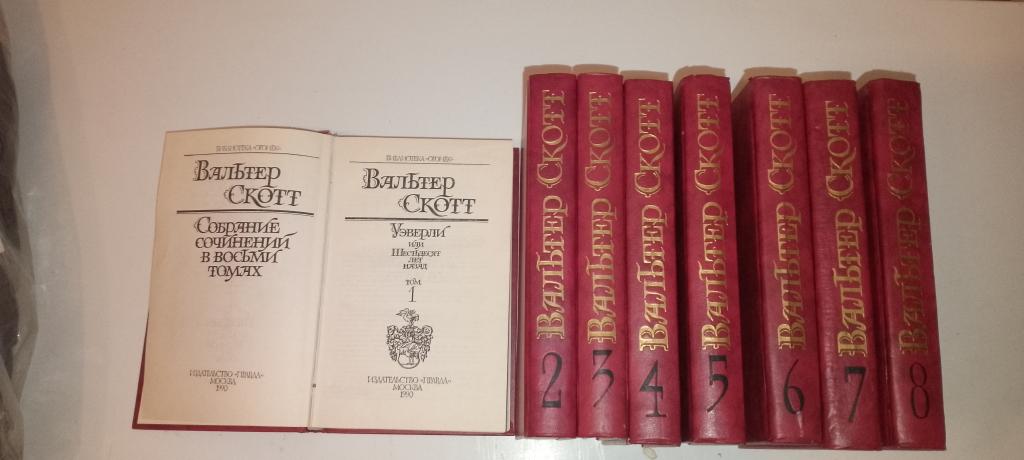 БИБЛИОТЕКА «ОГОНЕК»
ВАЛЬТЕР
СКОТТ
СОБРАНИЕ
СОЧИНЕНИЙ
В ВОСЬМИ
ТОМАХ
ИЗДАТЕЛЬСТВО «ПРАВДА»
МОСКВА
1990
БИБЛИОТЕКА «ОГОНЕК»
ВАЛЬТЕР
СКОТТ
УЭВЕРЛИ
ИЛИ
ШЕСТЬДЕСЯТ
ЛЕТ
НАЗАД
ТОМ
1
ИЗДАТЕЛЬСТВО «ПРАВДА»
МОСКВА
1990
2 ВАЛЬТЕР СКОТТ
3 ВАЛЬТЕР СКОТТ
4 ВАЛЬТЕР СКОТТ
5 ВАЛЬТЕР СКОТТ
6 ВАЛЬТЕР СКОТТ
7 ВАЛЬТЕР СКОТТ
8 ВАЛЬТЕР СКОТТ